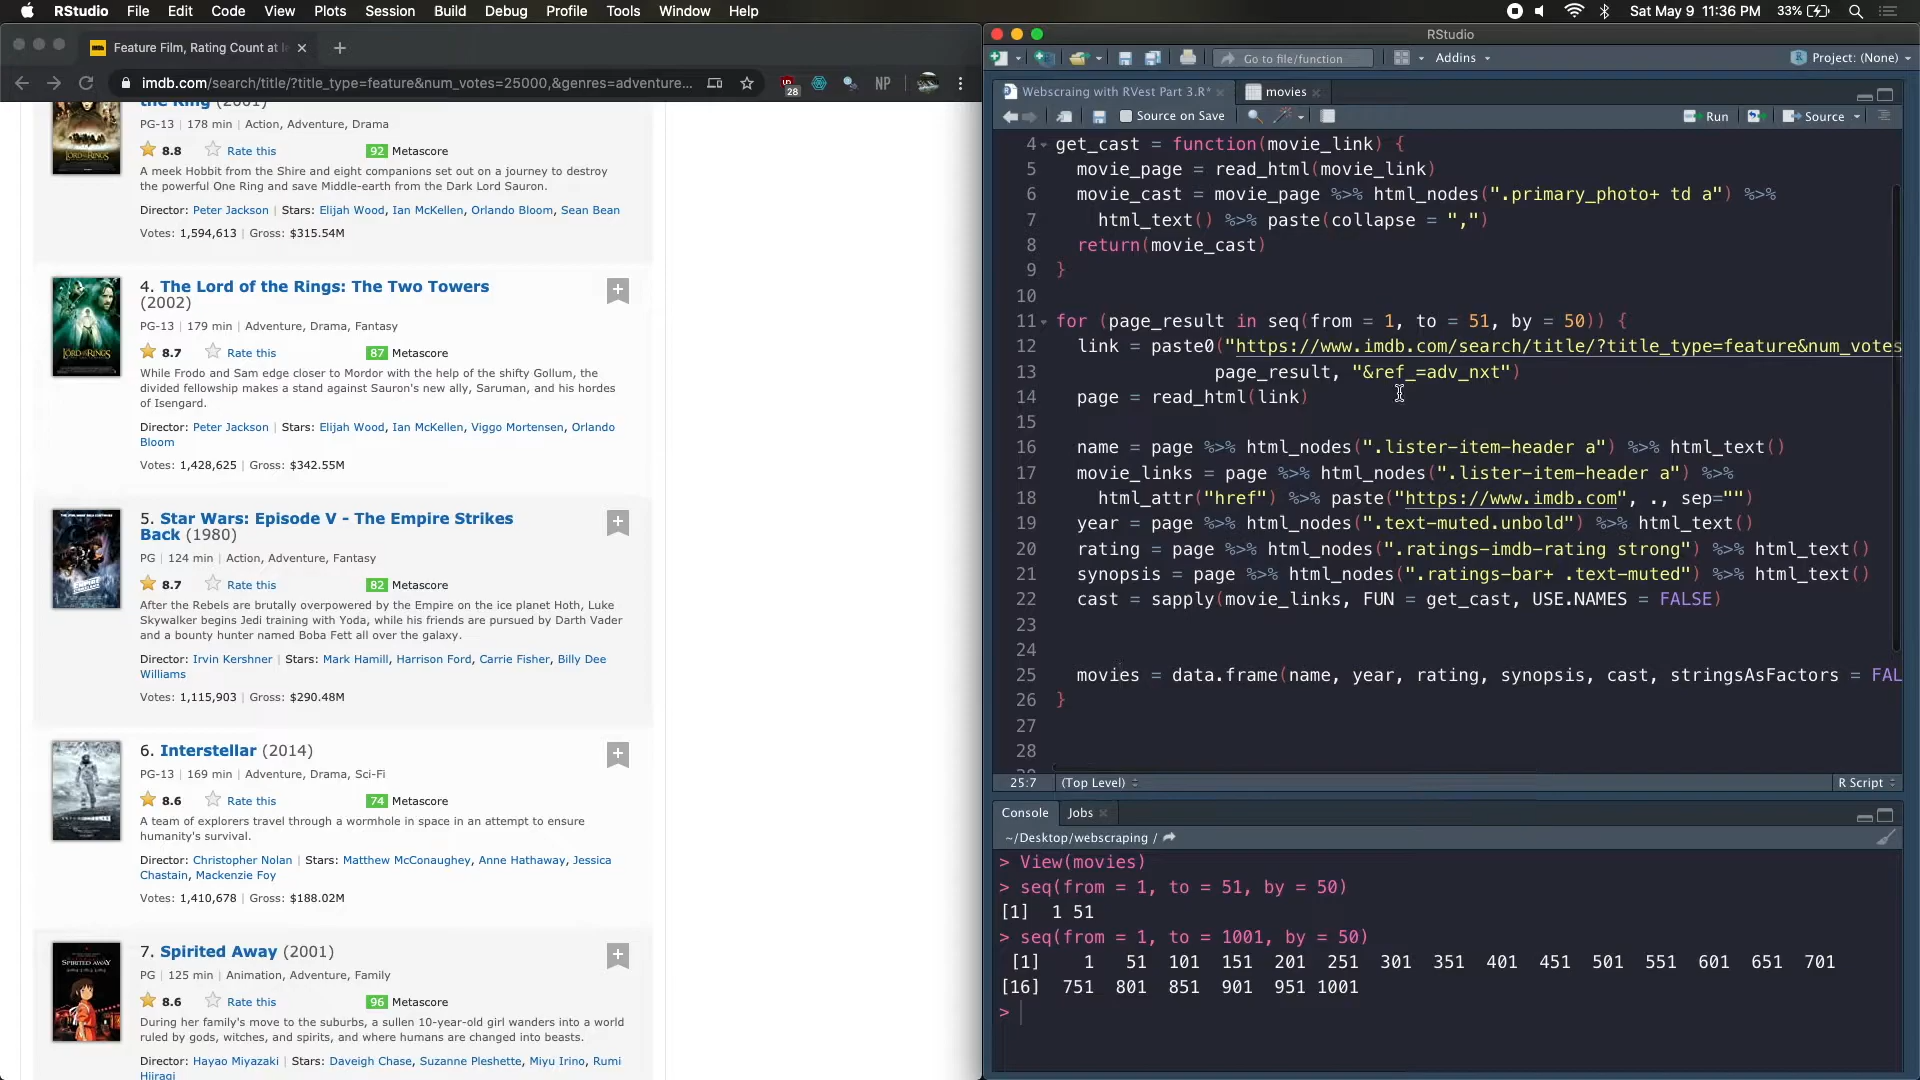 RStudio File Edit Code View Plots Session Build Debug Profile Tools Window Help
Sat May 9 11:36 PM 33%
Feature Film, Rating Count at l
imdb.com/search/title/?title_type=feature&num_votes=25000,&genres=adventure...
28
NP
the Ring (2001)
PG-13 | 178 min | Action, Adventure, Drama
8.8 Rate this 92 Metascore
A meek Hobbit from the Shire and eight companions set out on a journey to destroy
the powerful One Ring and save Middle-earth from the Dark Lord Sauron.
Director: Peter Jackson | Stars: Elijah Wood, Ian McKellen, Orlando Bloom, Sean Bean
Votes: 1,594,613 | Gross: $315.54M
4. The Lord of the Rings: The Two Towers
(2002)
PG-13 | 179 min | Adventure, Drama, Fantasy
8.7 Rate this 87 Metascore
While Frodo and Sam edge closer to Mordor with the help of the shifty Gollum, the
divided fellowship makes a stand against Sauron's new ally, Saruman, and his hordes
of Isengard.
Director: Peter Jackson | Stars: Elijah Wood, Ian McKellen, Viggo Mortensen, Orlando
Bloom
Votes: 1,428,625 | Gross: $342.55M
5. Star Wars: Episode V - The Empire Strikes
Back (1980)
PG | 124 min | Action, Adventure, Fantasy
8.7 Rate this 82 Metascore
After the Rebels are brutally overpowered by the Empire on the ice planet Hoth, Luke
Skywalker begins Jedi training with Yoda, while his friends are pursued by Darth Vader
and a bounty hunter named Boba Fett all over the galaxy.
Director: Irvin Kershner | Stars: Mark Hamill, Harrison Ford, Carrie Fisher, Billy Dee
Williams
Votes: 1,115,903 | Gross: $290.48M
6. Interstellar (2014)
PG-13 | 169 min | Adventure, Drama, Sci-Fi
8.6 Rate this 74 Metascore
A team of explorers travel through a wormhole in space in an attempt to ensure
humanity's survival.
Director: Christopher Nolan | Stars: Matthew McConaughey, Anne Hathaway, Jessica
Chastain, Mackenzie Foy
Votes: 1,410,678 | Gross: $188.02M
7. Spirited Away (2001)
PG | 125 min | Animation, Adventure, Family
8.6 Rate this 96 Metascore
During her family's move to the suburbs, a sullen 10-year-old girl wanders into a world
ruled by gods, witches, and spirits, and where humans are changed into beasts.
Director: Hayao Miyazaki | Stars: Daveigh Chase, Suzanne Pleshette, Miyu Irino, Rumi
Hiiragi
RStudio
Go to file/function Addins Project: (None)
Webscraing with RVest Part 3.R* movies
Source on Save Run Source
4 get_cast = function(movie_link) {
5 movie_page = read_html(movie_link)
6 movie_cast = movie_page %>% html_nodes(".primary_photo+ td a") %>%
7 html_text() %>% paste(collapse = ",")
8 return(movie_cast)
9 }
10
11 for (page_result in seq(from = 1, to = 51, by = 50)) {
12 link = paste0("https://www.imdb.com/search/title/?title_type=feature&num_votes
13 page_result, "&ref_=adv_nxt")
14 page = read_html(link)
15
16 name = page %>% html_nodes(".lister-item-header a") %>% html_text()
17 movie_links = page %>% html_nodes(".lister-item-header a") %>%
18 html_attr("href") %>% paste("https://www.imdb.com", ., sep="")
19 year = page %>% html_nodes(".text-muted.unbold") %>% html_text()
20 rating = page %>% html_nodes(".ratings-imdb-rating strong") %>% html_text()
21 synopsis = page %>% html_nodes(".ratings-bar+ .text-muted") %>% html_text()
22 cast = sapply(movie_links, FUN = get_cast, USE.NAMES = FALSE)
23
24
25 movies = data.frame(name, year, rating, synopsis, cast, stringsAsFactors = FAL
26 }
27
28
25:7 (Top Level) R Script
Console Jobs
~/Desktop/webscraping/
> View(movies)
> seq(from = 1, to = 51, by = 50)
[1] 1 51
> seq(from = 1, to = 1001, by = 50)
[1] 1 51 101 151 201 251 301 351 401 451 501 551 601 651 701
[16] 751 801 851 901 951 1001
>